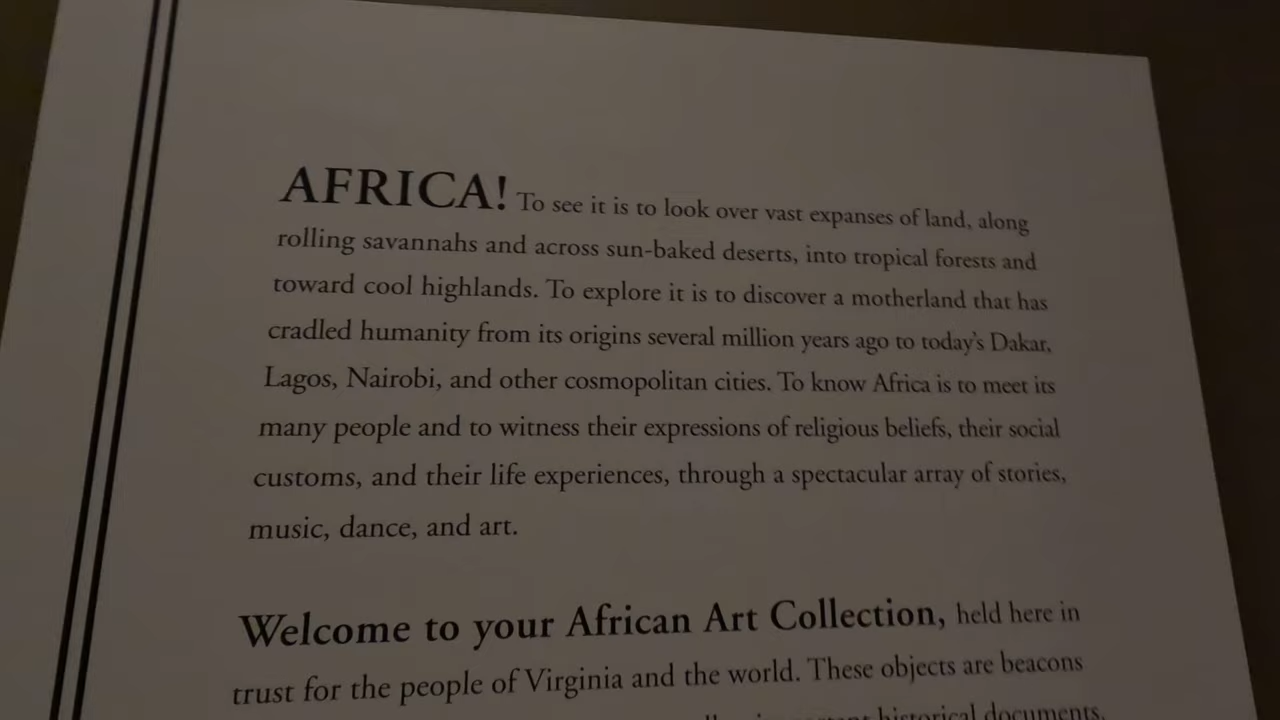 AFRICA! To see it is to look over vast expanses of land, along
rolling savannahs and across sun-baked deserts, into tropical forests and
toward cool highlands. To explore it is to discover a motherland that has
cradled humanity from its origins several million years ago to today's Dakar,
Lagos, Nairobi, and other cosmopolitan cities. To know Africa is to meet its
many people and to witness their expressions of religious beliefs, their social
customs, and their life experiences, through a spectacular array of stories,
music, dance, and art.
Welcome to your African Art Collection, held here in
trust for the people of Virginia and the world. These objects are beacons
historical documents.